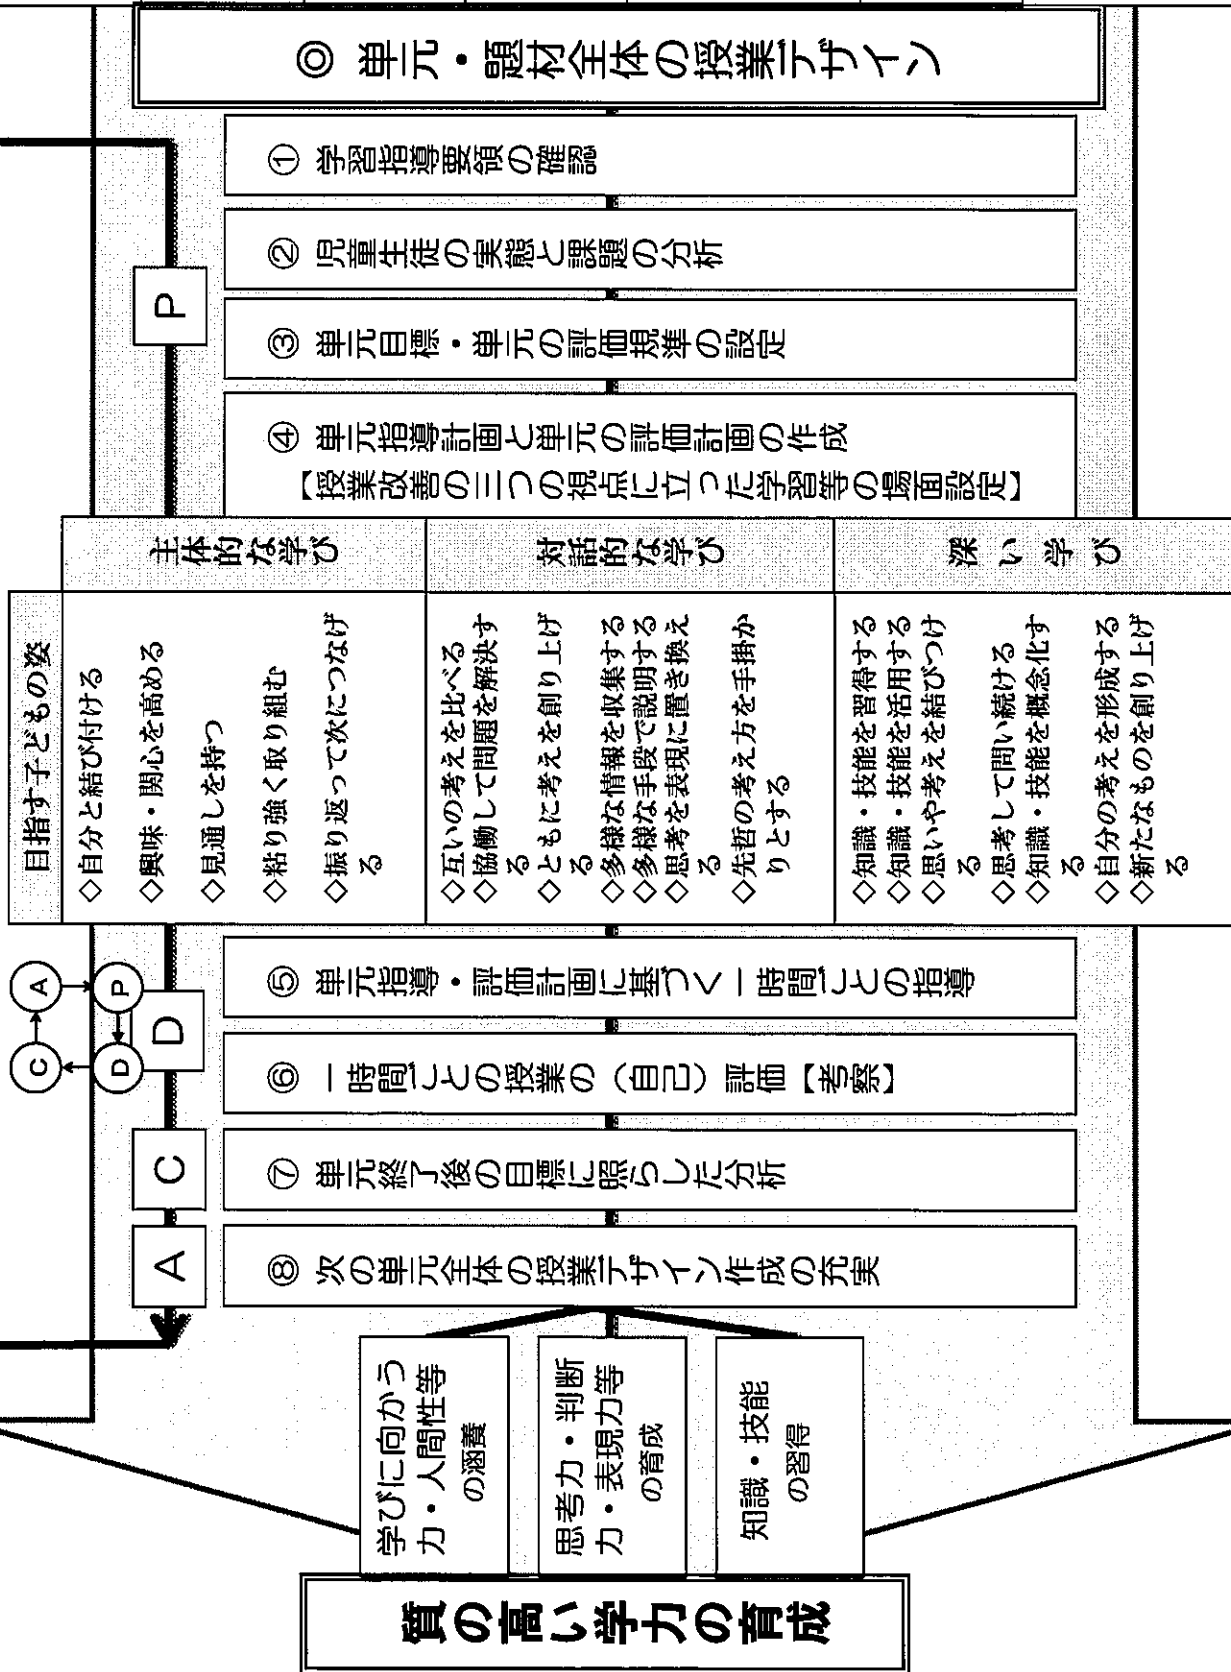 ◎ 単元・題材全体の授業デザイン
P
① 学習指導要領の確認
② 児童生徒の実態と課題の分析
③ 単元目標・単元の評価規準の設定
④ 単元指導計画と単元の評価計画の作成
【授業改善の三つの視点に立った学習等の場面設定】
目指す子どもの姿
主体的な学び
◇自分と結び付ける
◇興味・関心を高める
◇見通しを持つ
◇粘り強く取り組む
◇振り返って次につなげ
る
対話的な学び
◇互いの考えを比べる
◇協働して問題を解決す
る
◇ともに考えを創り上げ
る
◇多様な情報を収集する
◇多様な手段で説明する
◇思考を表現に置き換え
る
◇先哲の考え方を手掛か
りとする
深い学び
◇知識・技能を習得する
◇知識・技能を活用する
◇思いや考えを結びつけ
る
◇思考して問い続ける
◇知識・技能を概念化す
る
◇自分の考えを形成する
◇新たなものを創り上げ
る
A
P
C
D
D
⑤ 単元指導・評価計画に基づく一時間ごとの指導
⑥ 一時間ごとの授業の（自己）評価【考察】
C
⑦ 単元終了後の目標に照らした分析
A
⑧ 次の単元全体の授業デザイン作成の充実
学びに向かう
力・人間性等
の涵養
思考力・判断
力・表現力等
の育成
知識・技能
の習得
質の高い学力の育成